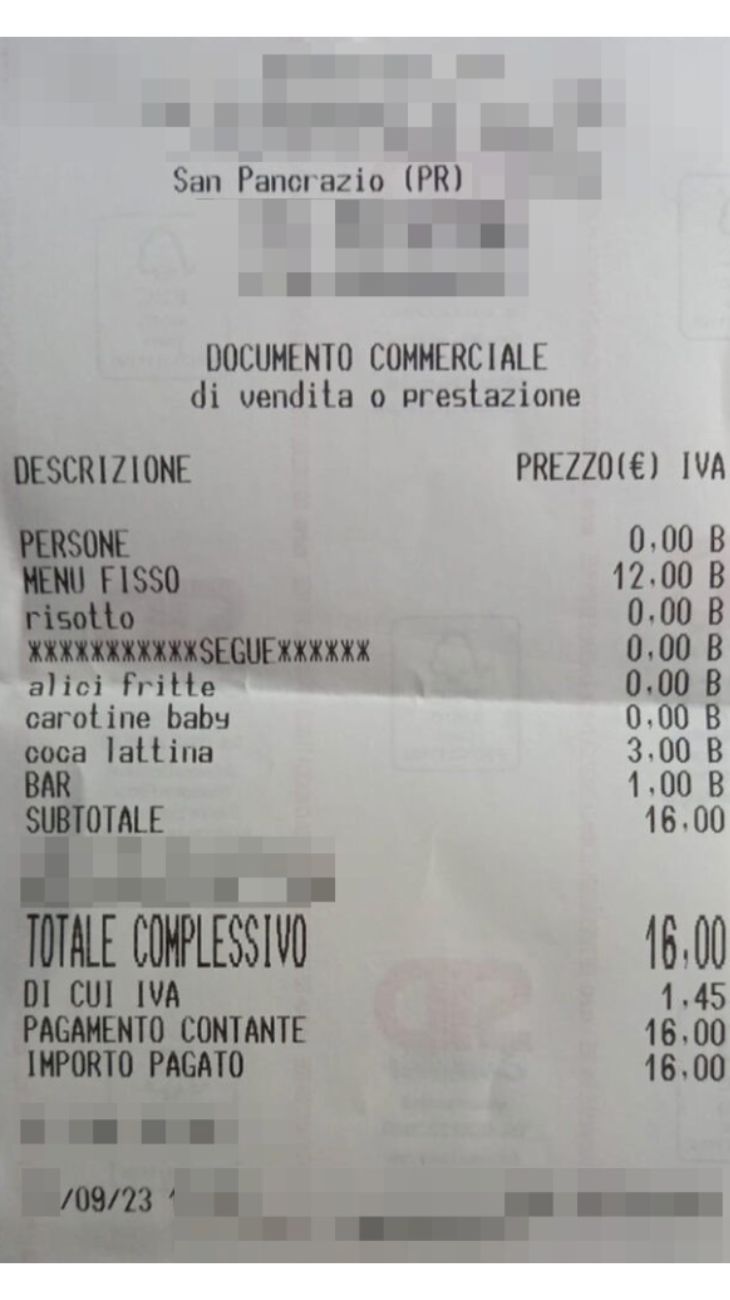 San Pancrazio (PR)
DOCUMENTO COMMERCIALE
di vendita o prestazione
DESCRIZIONE PREZZO(€) IVA
PERSONE 0,00 B
MENU FISSO 12,00 B
risotto 0,00 B
xxxxxxxxxxxSEGUExxxxxx 0,00 B
alici fritte 0,00 B
carotine baby 0,00 B
coca lattina 3,00 B
BAR 1,00 B
SUBTOTALE 16,00
TOTALE COMPLESSIVO 16,00
DI CUI IVA 1,45
PAGAMENTO CONTANTE 16,00
IMPORTO PAGATO 16,00
/09/23